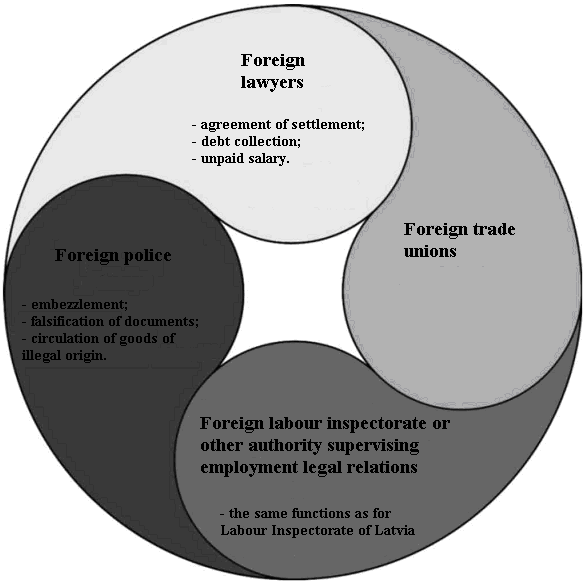 Foreign
lawyers
- agreement of settlement;
- debt collection;
- unpaid salary.
Foreign trade
unions
Foreign police
- embezzlement;
- falsification of documents;
- circulation of goods of
illegal origin.
Foreign labour inspectorate or
other authority supervising
employment legal relations
- the same functions as for
Labour Inspectorate of Latvia